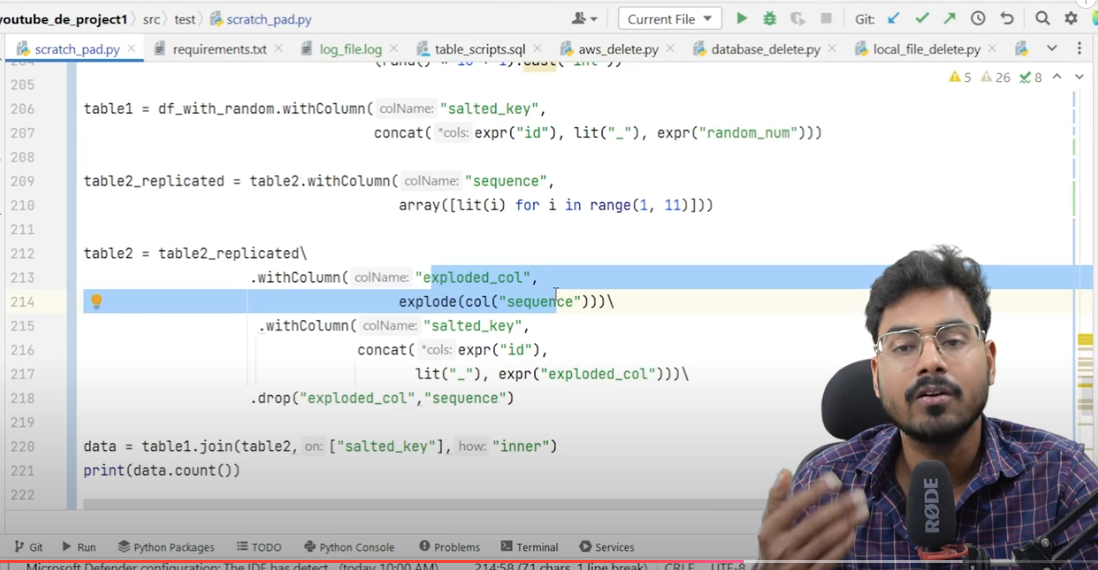 youtube_de_project1 › src › test › scratch_pad.py Current File Git:
scratch_pad.py requirements.txt log_file.log table_scripts.sql aws_delete.py database_delete.py local_file_delete.py
5 26 8
205
206 table1 = df_with_random.withColumn( colName: "salted_key",
207 concat( *cols: expr("id"), lit("_"), expr("random_num")))
208
209 table2_replicated = table2.withColumn( colName: "sequence",
210 array([lit(i) for i in range(1, 11)]))
211
212 table2 = table2_replicated\
213 .withColumn( colName: "exploded_col",
214 explode(col("sequence")))\
215 .withColumn( colName: "salted_key",
216 concat( *cols: expr("id"),
217 lit("_"), expr("exploded_col")))\
218 .drop("exploded_col","sequence")
219
220 data = table1.join(table2, on: ["salted_key"], how: "inner")
221 print(data.count())
222
RØDE
Git Run Python Packages TODO Python Console Problems Terminal Services
Microsoft Defender configuration: The IDE has detect.. (today 10:00 AM) 214:58 (71 chars, 1 line break) CRLF UTF-8